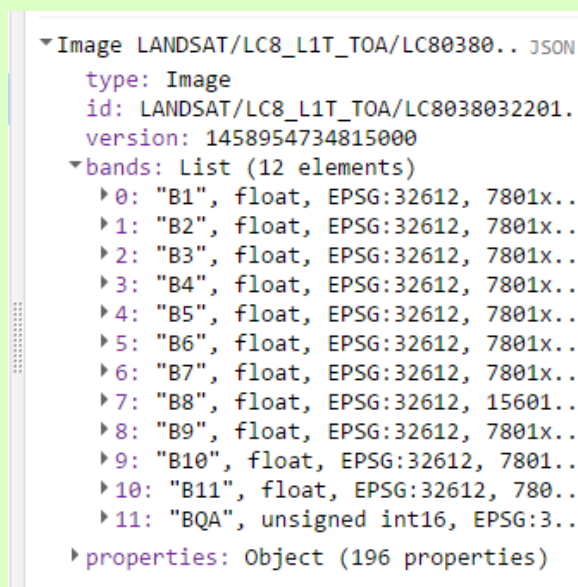 Image LANDSAT/LC8_L1T_TOA/LC80380.. JSON
type: Image
id: LANDSAT/LC8_L1T_TOA/LC8038032201.
version: 1458954734815000
bands: List (12 elements)
0: "B1", float, EPSG:32612, 7801x..
1: "B2", float, EPSG:32612, 7801x..
2: "B3", float, EPSG:32612, 7801x..
3: "B4", float, EPSG:32612, 7801x..
4: "B5", float, EPSG:32612, 7801x..
5: "B6", float, EPSG:32612, 7801x..
6: "B7", float, EPSG:32612, 7801x..
7: "B8", float, EPSG:32612, 15601..
8: "B9", float, EPSG:32612, 7801x..
9: "B10", float, EPSG:32612, 7801..
10: "B11", float, EPSG:32612, 780..
11: "BQA", unsigned int16, EPSG:3..
properties: Object (196 properties)